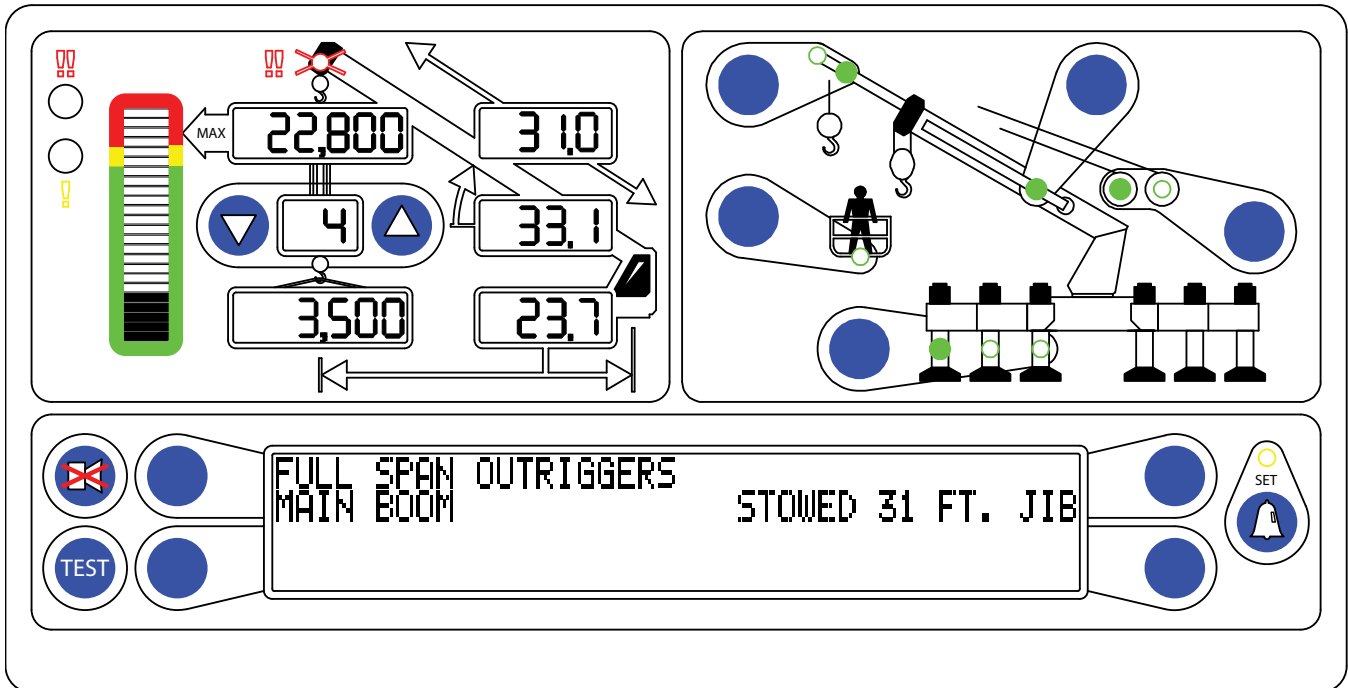 !!
!!
22,800
31.0
MAX
!
4
33.1
3,500
23.7
FULL SPAN OUTRIGGERS
MAIN BOOM STOWED 31 FT. JIB
SET
TEST